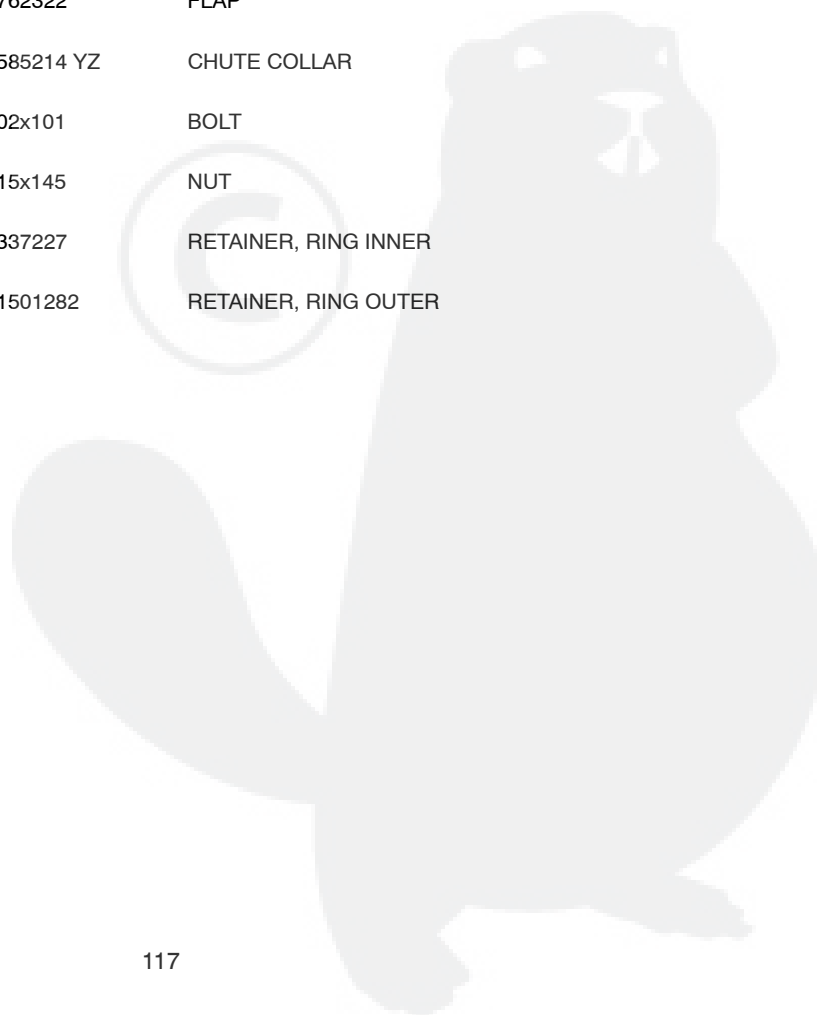 762322 FLAP
585214 YZ CHUTE COLLAR
02x101 BOLT
15x145 NUT
337227 RETAINER, RING INNER
1501282 RETAINER, RING OUTER
©
117